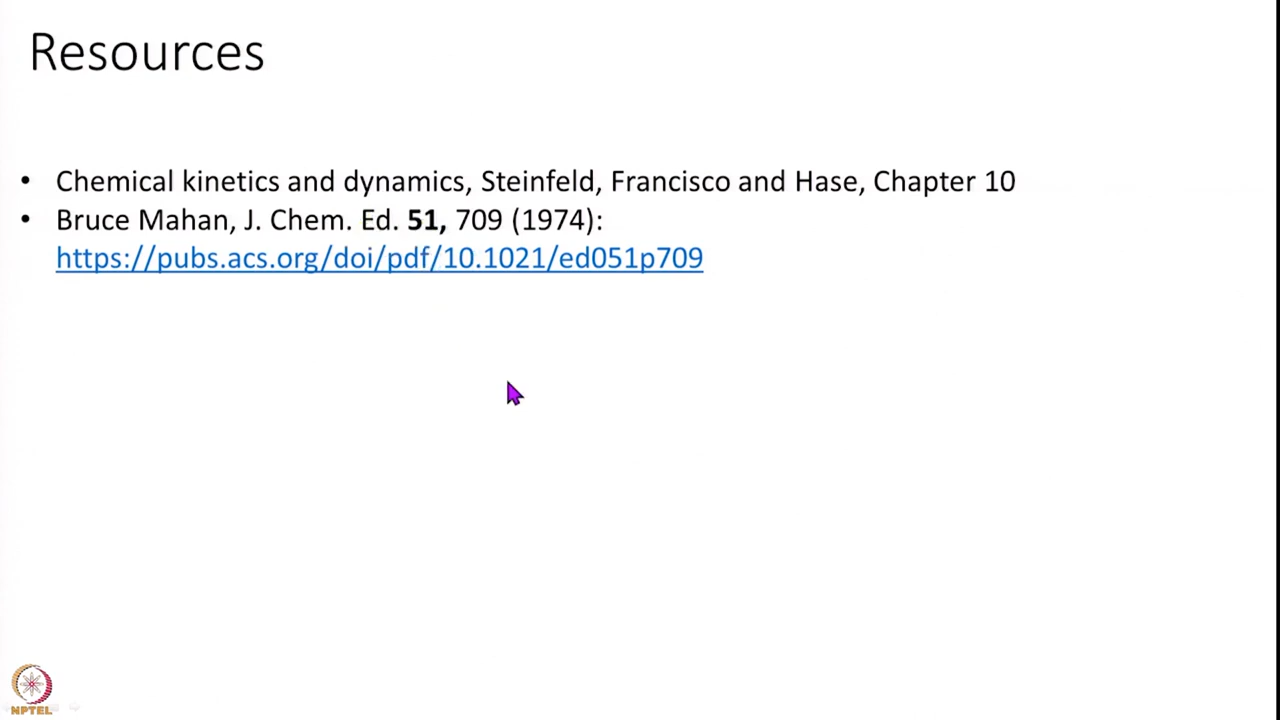 Resources
• Chemical kinetics and dynamics, Steinfeld, Francisco and Hase, Chapter 10
• Bruce Mahan, J. Chem. Ed. 51, 709 (1974):
https://pubs.acs.org/doi/pdf/10.1021/ed051p709
NPTEL